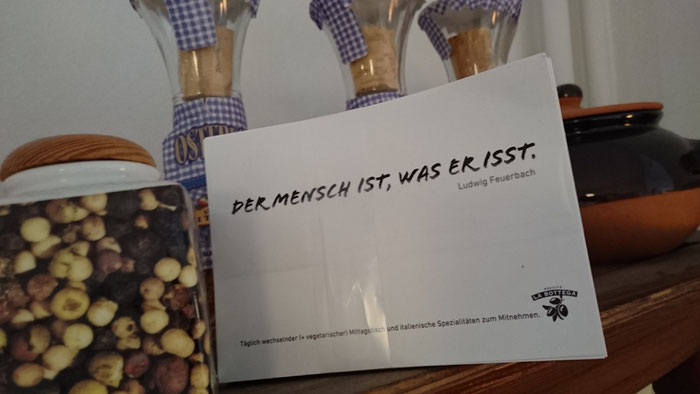 OSTER
DER MENSCH IST, WAS ER ISST.
Ludwig Feuerbach
LA BOTTEGA
Täglich wechselnder (+ vegetarischer) Mittagstisch und italienische Spezialitäten zum Mitnehmen.